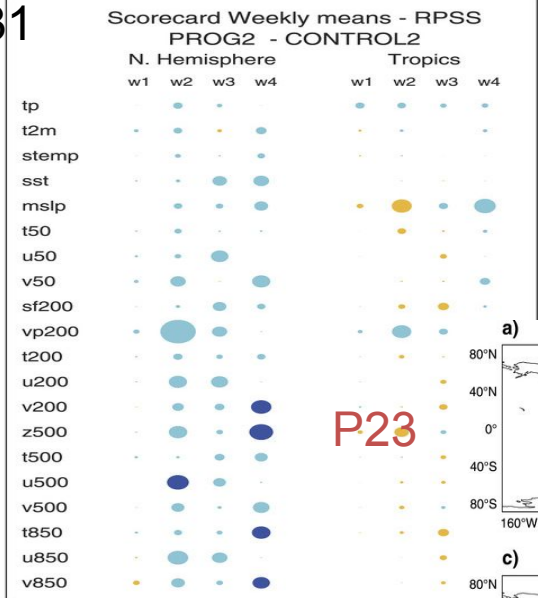 31
Scorecard Weekly means - RPSS
PROG2 - CONTROL2
N. Hemisphere Tropics
w1 w2 w3 w4 w1 w2 w3 w4
tp
t2m
stemp
sst
mslp
t50
u50
v50
sf200
vp200
t200
u200
v200
z500
t500
u500
v500
t850
u850
v850
P23
a)
80°N
40°N
0°
40°S
80°S
160°W
c)
80°N